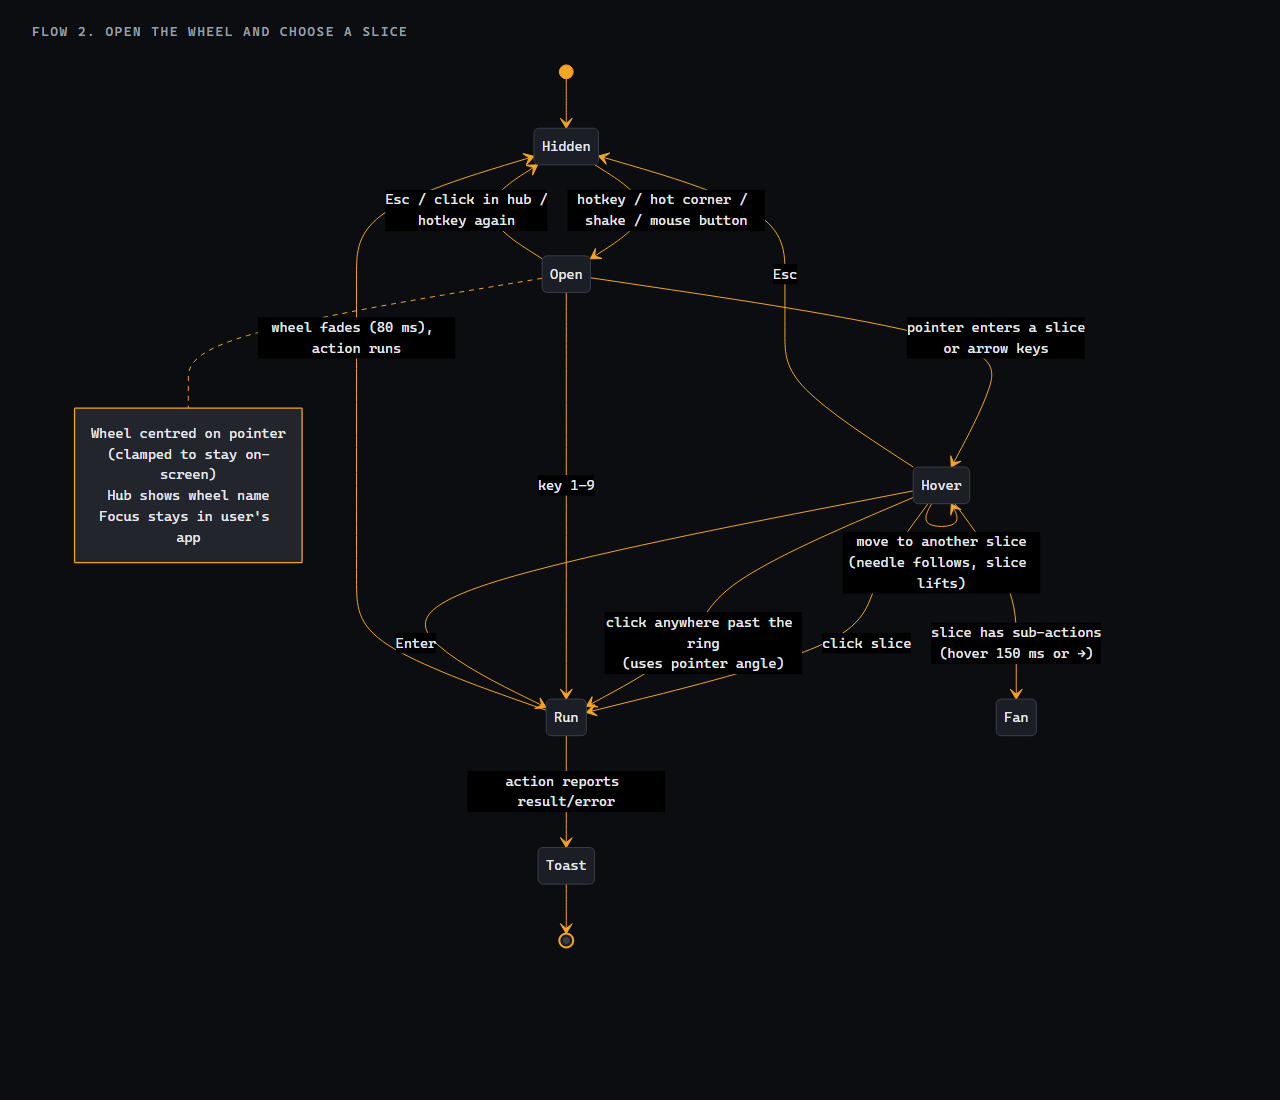 FLOW 2. OPEN THE WHEEL AND CHOOSE A SLICE
Hidden
Esc / click in hub /
hotkey again
hotkey / hot corner /
shake / mouse button
Open
Esc
wheel fades (80 ms),
action runs
pointer enters a slice
or arrow keys
Wheel centred on pointer
(clamped to stay on-
screen)
Hub shows wheel name
Focus stays in user's
app
key 1–9
Hover
move to another slice
(needle follows, slice
lifts)
Enter
click anywhere past the
ring
(uses pointer angle)
click slice
slice has sub-actions
(hover 150 ms or →)
Run
Fan
action reports
result/error
Toast